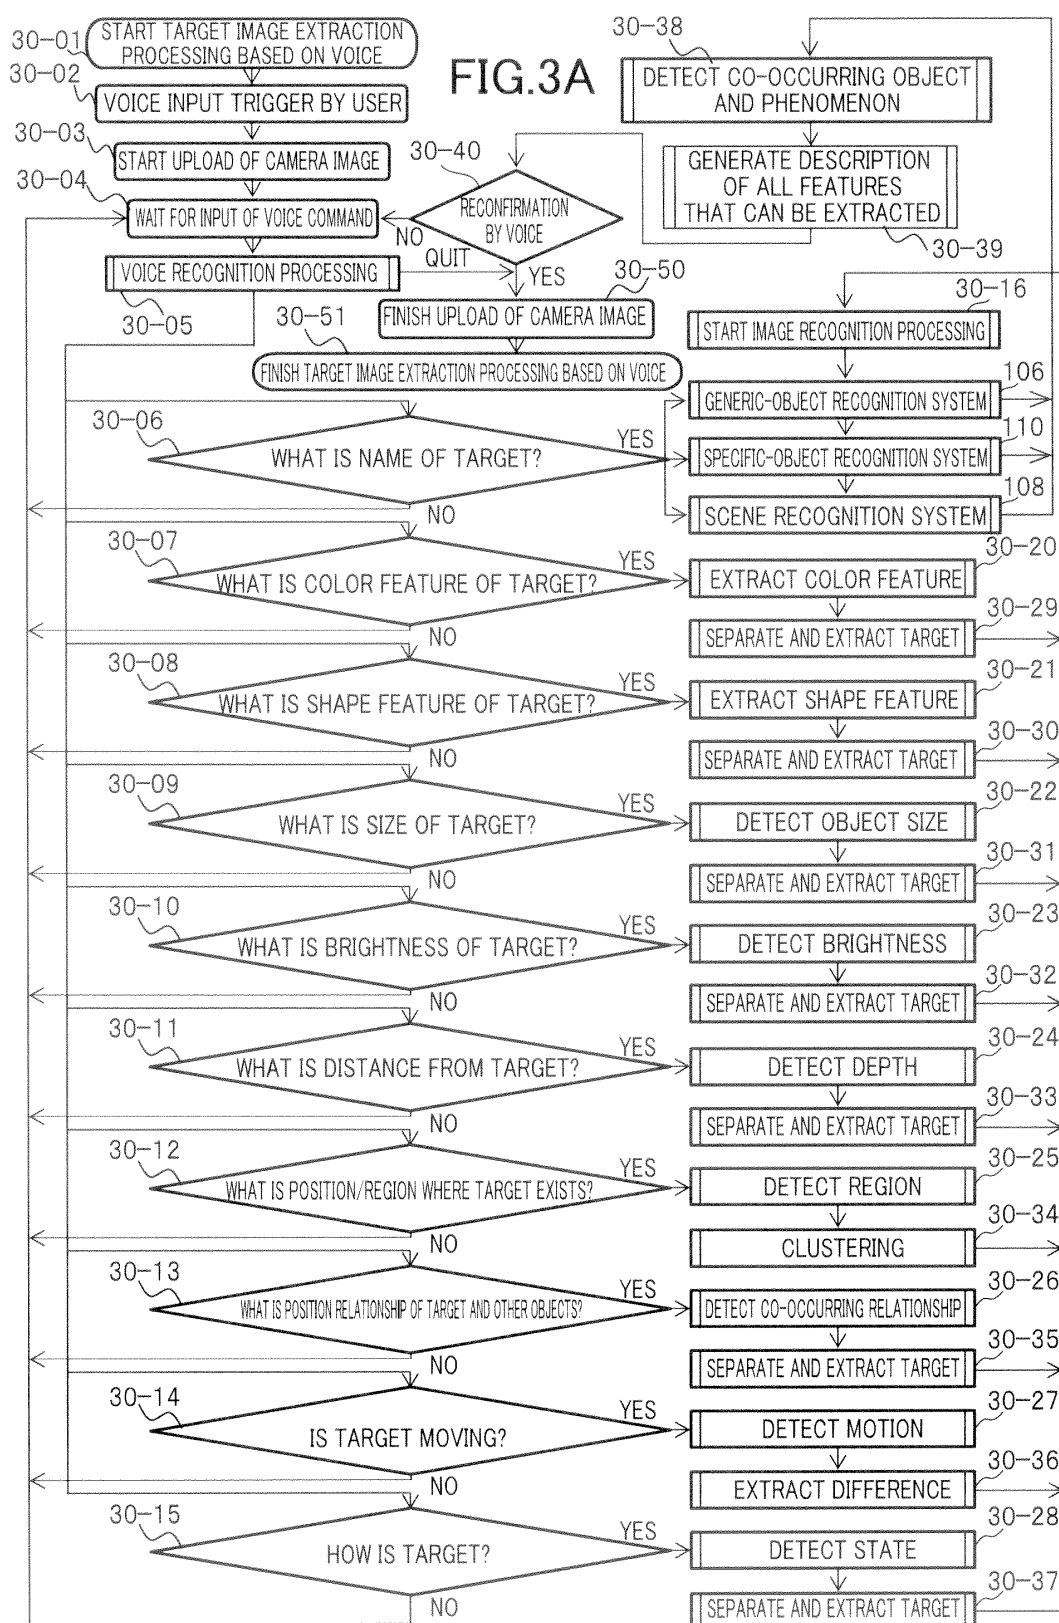 30-01
START TARGET IMAGE EXTRACTION
PROCESSING BASED ON VOICE
30-02
VOICE INPUT TRIGGER BY USER
30-03
START UPLOAD OF CAMERA IMAGE
30-04
WAIT FOR INPUT OF VOICE COMMAND
VOICE RECOGNITION PROCESSING
30-05
FIG.3A
30-38
DETECT CO-OCCURRING OBJECT
AND PHENOMENON
GENERATE DESCRIPTION
OF ALL FEATURES
THAT CAN BE EXTRACTED
30-39
30-40
RECONFIRMATION
BY VOICE
NO
QUIT
YES
30-50
FINISH UPLOAD OF CAMERA IMAGE
30-51
FINISH TARGET IMAGE EXTRACTION PROCESSING BASED ON VOICE
30-16
START IMAGE RECOGNITION PROCESSING
106
GENERIC-OBJECT RECOGNITION SYSTEM
110
SPECIFIC-OBJECT RECOGNITION SYSTEM
108
SCENE RECOGNITION SYSTEM
30-06
WHAT IS NAME OF TARGET?
YES
NO
30-07
WHAT IS COLOR FEATURE OF TARGET?
YES
NO
30-20
EXTRACT COLOR FEATURE
30-29
SEPARATE AND EXTRACT TARGET
30-08
WHAT IS SHAPE FEATURE OF TARGET?
YES
NO
30-21
EXTRACT SHAPE FEATURE
30-30
SEPARATE AND EXTRACT TARGET
30-09
WHAT IS SIZE OF TARGET?
YES
NO
30-22
DETECT OBJECT SIZE
30-31
SEPARATE AND EXTRACT TARGET
30-10
WHAT IS BRIGHTNESS OF TARGET?
YES
NO
30-23
DETECT BRIGHTNESS
30-32
SEPARATE AND EXTRACT TARGET
30-11
WHAT IS DISTANCE FROM TARGET?
YES
NO
30-24
DETECT DEPTH
30-33
SEPARATE AND EXTRACT TARGET
30-12
WHAT IS POSITION/REGION WHERE TARGET EXISTS?
YES
NO
30-25
DETECT REGION
30-34
CLUSTERING
30-13
WHAT IS POSITION RELATIONSHIP OF TARGET AND OTHER OBJECTS?
YES
NO
30-26
DETECT CO-OCCURRING RELATIONSHIP
30-35
SEPARATE AND EXTRACT TARGET
30-14
IS TARGET MOVING?
YES
NO
30-27
DETECT MOTION
30-36
EXTRACT DIFFERENCE
30-15
HOW IS TARGET?
YES
NO
30-28
DETECT STATE
30-37
SEPARATE AND EXTRACT TARGET